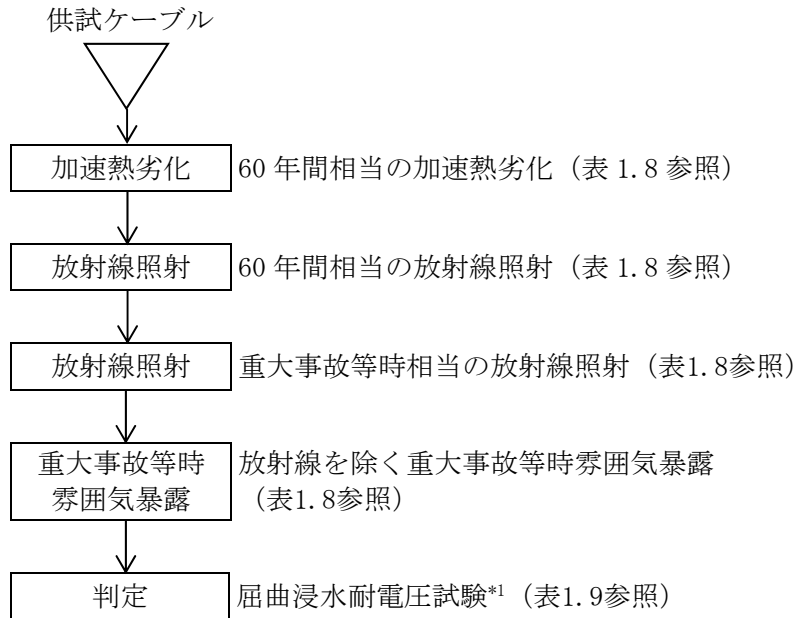 供試ケーブル
加速熱劣化 60 年間相当の加速熱劣化（表 1.8 参照）
放射線照射 60 年間相当の放射線照射（表 1.8 参照）
放射線照射 重大事故等時相当の放射線照射（表1.8参照）
重大事故等時 放射線を除く重大事故等時雰囲気暴露
雰囲気暴露 （表1.8参照）
判定 屈曲浸水耐電圧試験*1（表1.9参照）